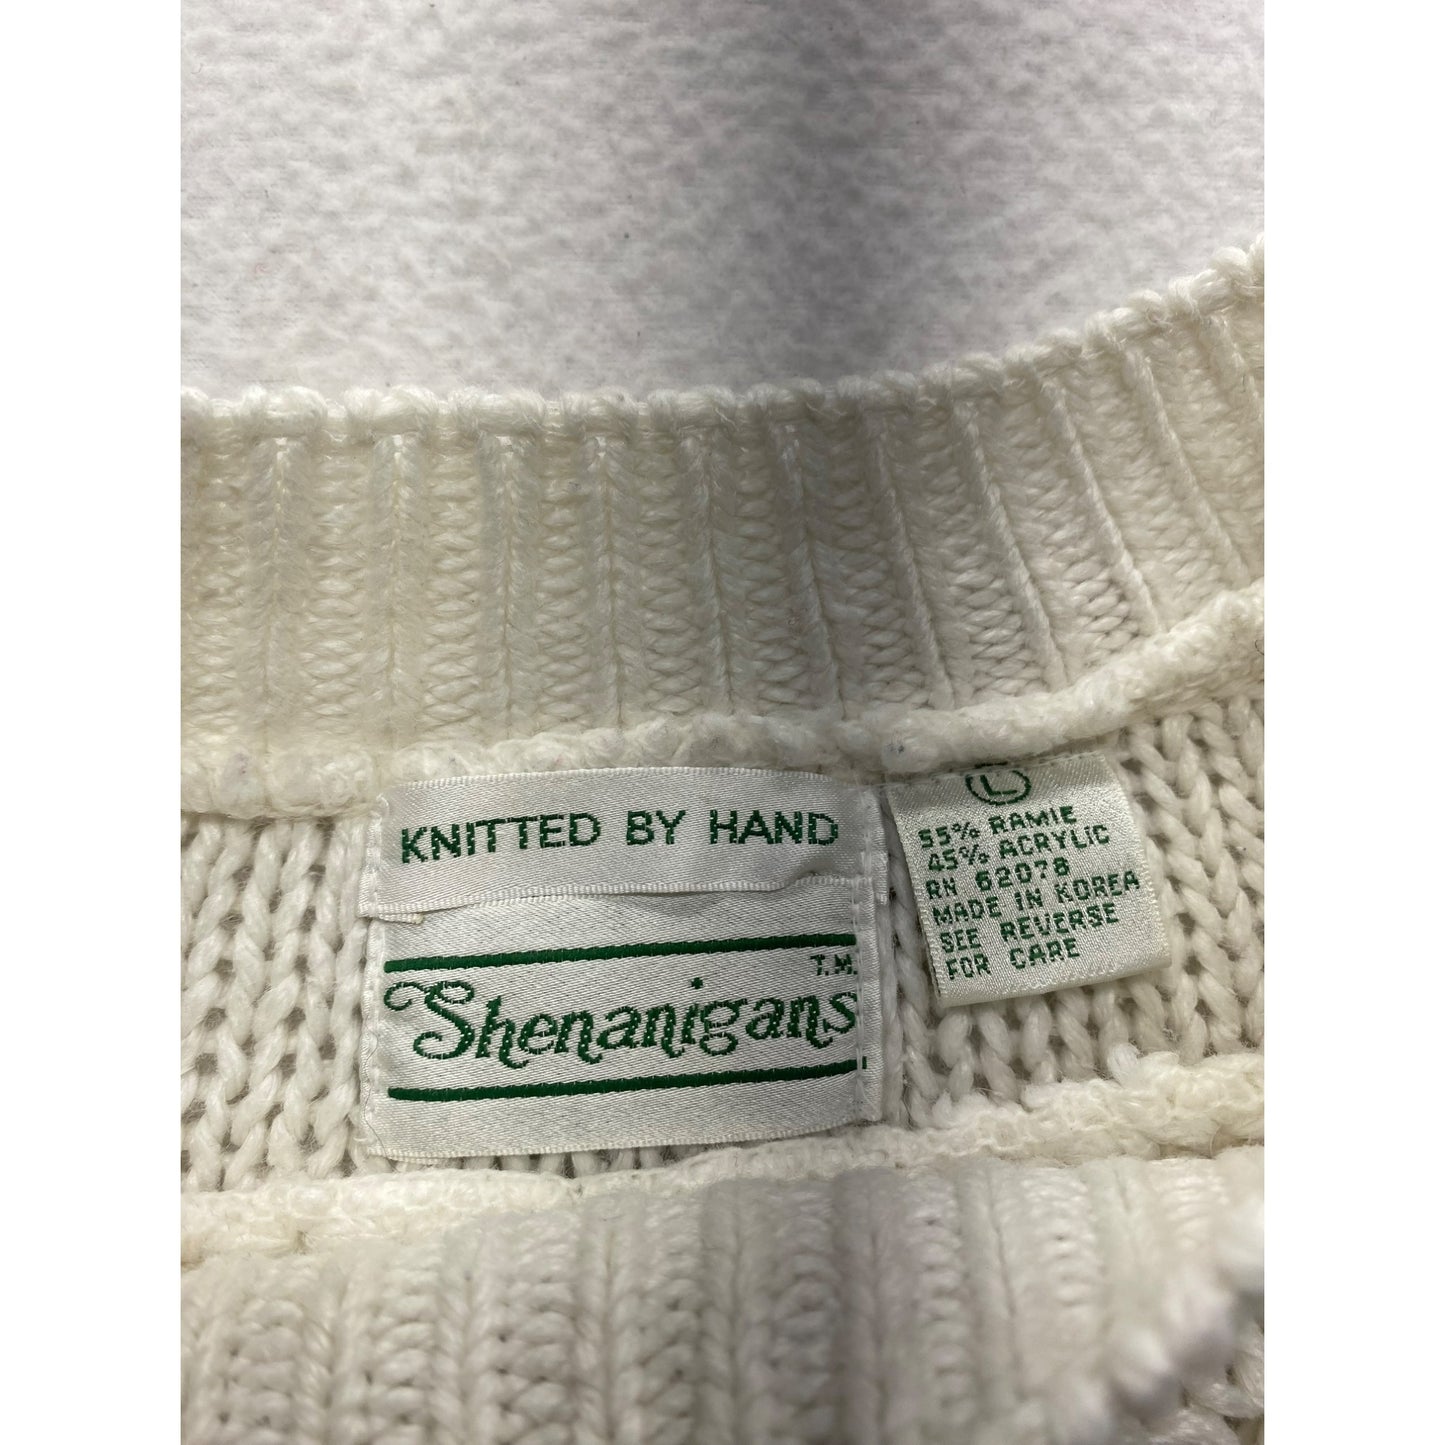 KNITTED BY HAND
T.M.
Shenanigans
L
55% RAMIE
45% ACRYLIC
RN 62078
MADE IN KOREA
SEE REVERSE
FOR CARE